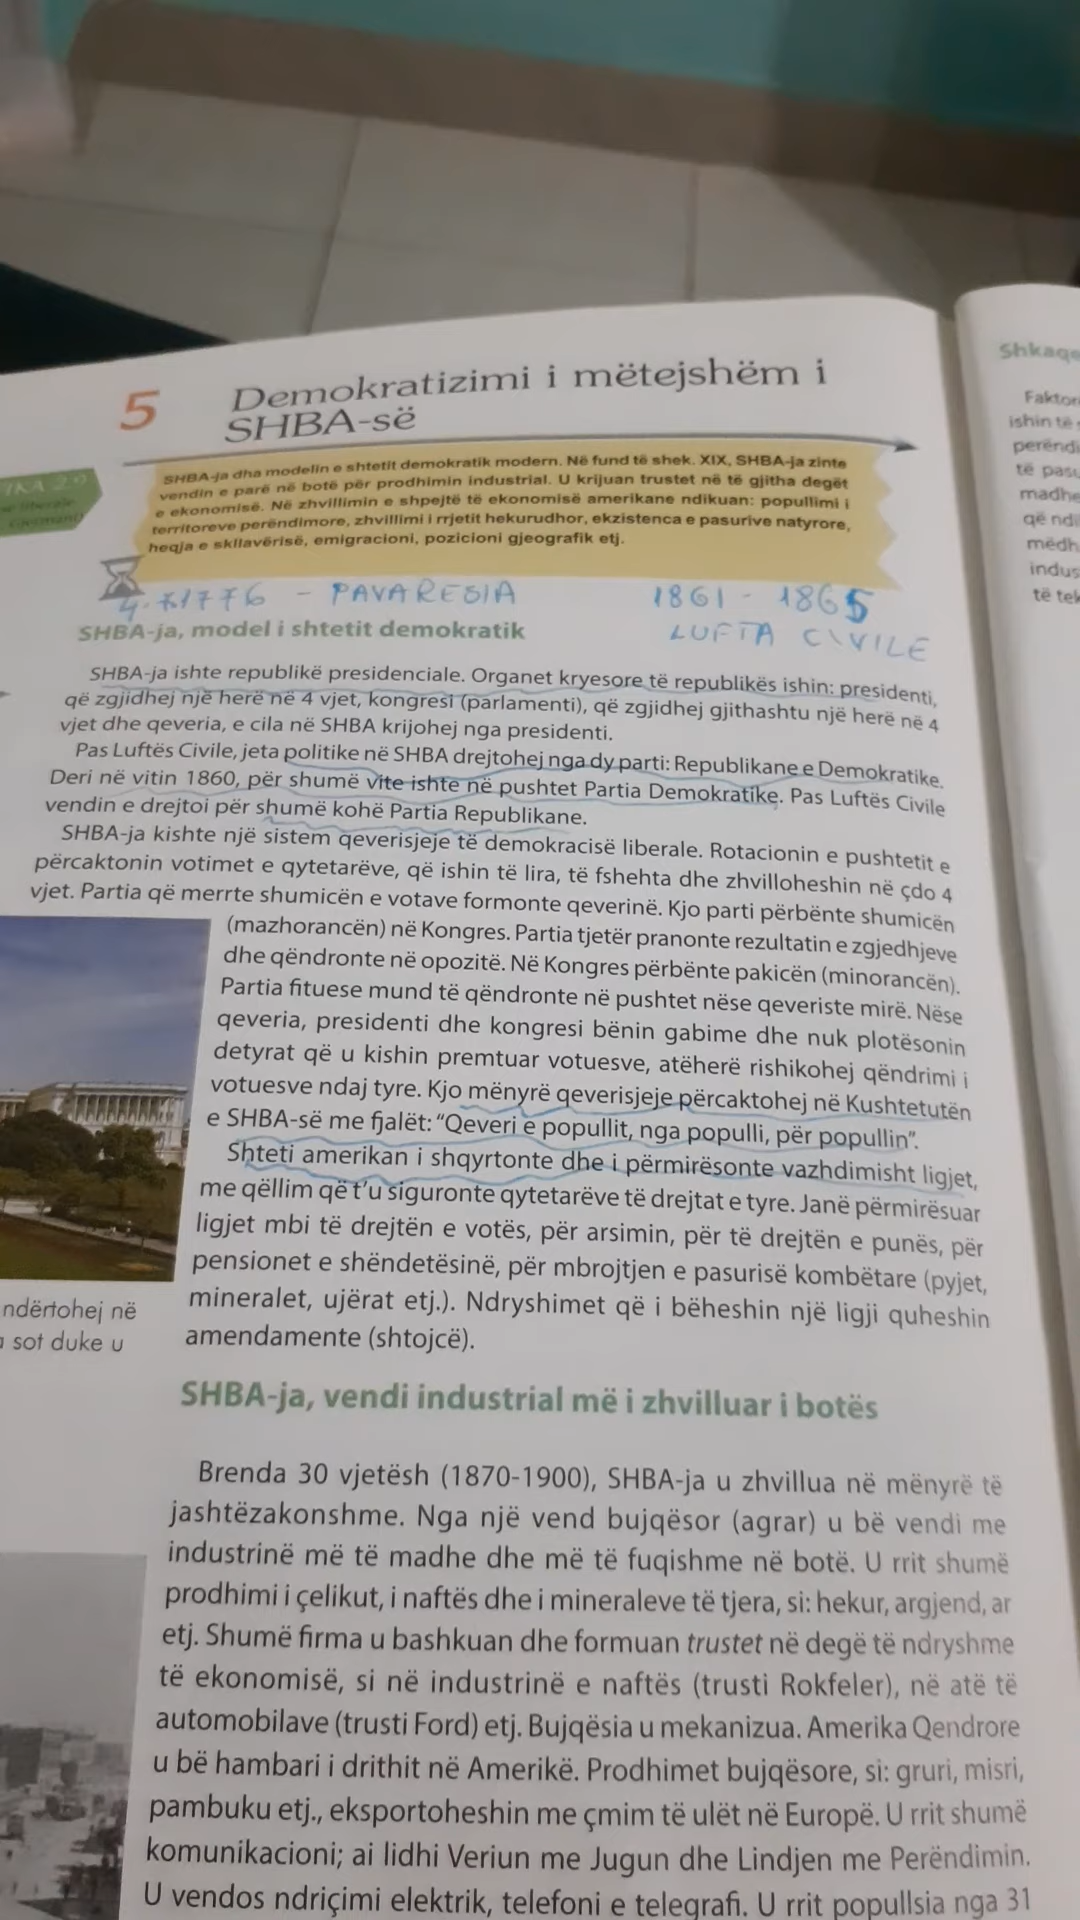 5 Demokratizimi i mëtejshëm i
SHBA-së
SHBA-ja dha modelin e shtetit demokratik modern. Në fund të shek. XIX, SHBA-ja zinte
vendin e parë në botë për prodhimin industrial. U krijuan trustet në të gjitha degët
e ekonomisë. Në zhvillimin e shpejtë të ekonomisë amerikane ndikuan: popullimi i
territoreve perëndimore, zhvillimi i rrjetit hekurudhor, ekzistenca e pasurive natyrore,
heqja e skllavërisë, emigracioni, pozicioni gjeografik etj.
1776 - PAVARESIA
1861 - 1865
LUFTA CIVILE
SHBA-ja, model i shtetit demokratik
SHBA-ja ishte republikë presidenciale. Organet kryesore të republikës ishin: presidenti,
që zgjidhej një herë në 4 vjet, kongresi (parlamenti), që zgjidhej gjithashtu një herë në 4
vjet dhe qeveria, e cila në SHBA krijohej nga presidenti.
Pas Luftës Civile, jeta politike në SHBA drejtohej nga dy parti: Republikane e Demokratike.
Deri në vitin 1860, për shumë vite ishte në pushtet Partia Demokratike. Pas Luftës Civile
vendin e drejtoi për shumë kohë Partia Republikane.
SHBA-ja kishte një sistem qeverisjeje të demokracisë liberale. Rotacionin e pushtetit e
përcaktonin votimet e qytetarëve, që ishin të lira, të fshehta dhe zhvilloheshin në çdo 4
vjet. Partia që merrte shumicën e votave formonte qeverinë. Kjo parti përbënte shumicën
(mazhorancën) në Kongres. Partia tjetër pranonte rezultatin e zgjedhjeve
dhe qëndronte në opozitë. Në Kongres përbënte pakicën (minorancën).
Partia fituese mund të qëndronte në pushtet nëse qeveriste mirë. Nëse
qeveria, presidenti dhe kongresi bënin gabime dhe nuk plotësonin
detyrat që u kishin premtuar votuesve, atëherë rishikohej qëndrimi i
votuesve ndaj tyre. Kjo mënyrë qeverisjeje përcaktohej në Kushtetutën
e SHBA-së me fjalët: "Qeveri e popullit, nga populli, për popullin".
Shteti amerikan i shqyrtonte dhe i përmirësonte vazhdimisht ligjet,
me qëllim që t'u siguronte qytetarëve të drejtat e tyre. Janë përmirësuar
ligjet mbi të drejtën e votës, për arsimin, për të drejtën e punës, për
pensionet e shëndetësinë, për mbrojtjen e pasurisë kombëtare (pyjet,
mineralet, ujërat etj.). Ndryshimet që i bëheshin një ligji quheshin
amendamente (shtojcë).
ndërtohej në
sot duke u
SHBA-ja, vendi industrial më i zhvilluar i botës
Brenda 30 vjetësh (1870-1900), SHBA-ja u zhvillua në mënyrë të
jashtëzakonshme. Nga një vend bujqësor (agrar) u bë vendi me
industrinë më të madhe dhe më të fuqishme në botë. U rrit shumë
prodhimi i çelikut, i naftës dhe i mineraleve të tjera, si: hekur, argjend, ar
etj. Shumë firma u bashkuan dhe formuan trustet në degë të ndryshme
të ekonomisë, si në industrinë e naftës (trusti Rokfeler), në atë të
automobilave (trusti Ford) etj. Bujqësia u mekanizua. Amerika Qendrore
u bë hambari i drithit në Amerikë. Prodhimet bujqësore, si: gruri, misri,
pambuku etj., eksportoheshin me çmim të ulët në Europë. U rrit shumë
komunikacioni; ai lidhi Veriun me Jugun dhe Lindjen me Perëndimin.
U vendos ndriçimi elektrik, telefoni e telegrafi. U rrit popullsia nga 31
Shkaqe
Faktor
ishin të
perëndi
të pasu
madhe
që ndi
mëdh
indus
të tek